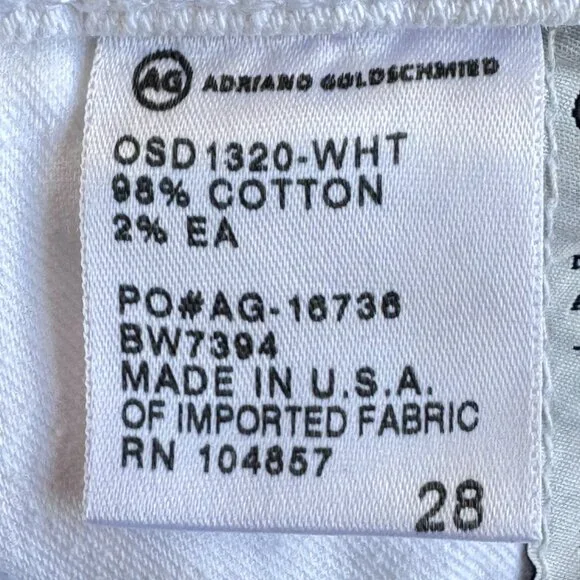 AG ADRIANO GOLDSCHMIED
OSD1320-WHT
98% COTTON
2% EA
PO#AG-16736
BW7394
MADE IN U.S.A.
OF IMPORTED FABRIC
RN 104857
28